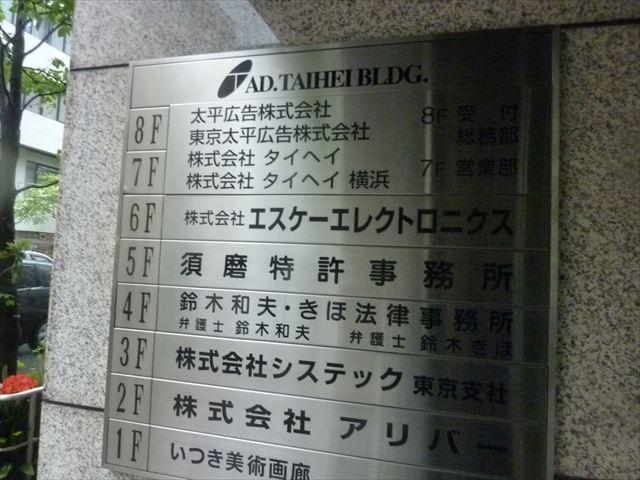 AD.TAIHEI BLDG.
8F
太平広告株式会社 8F 受付
東京太平広告株式会社 総務部
7F
株式会社 タイヘイ 7F 営業部
株式会社 タイヘイ 横浜
6F 株式会社 エスケーエレクトロニクス
5F 須磨特許事務所
4F 鈴木和夫・きほ法律事務所
弁護士 鈴木和夫 弁護士 鈴木きほ
3F 株式会社システック 東京支社
2F 株式会社 アリバー
1F いつき美術画廊